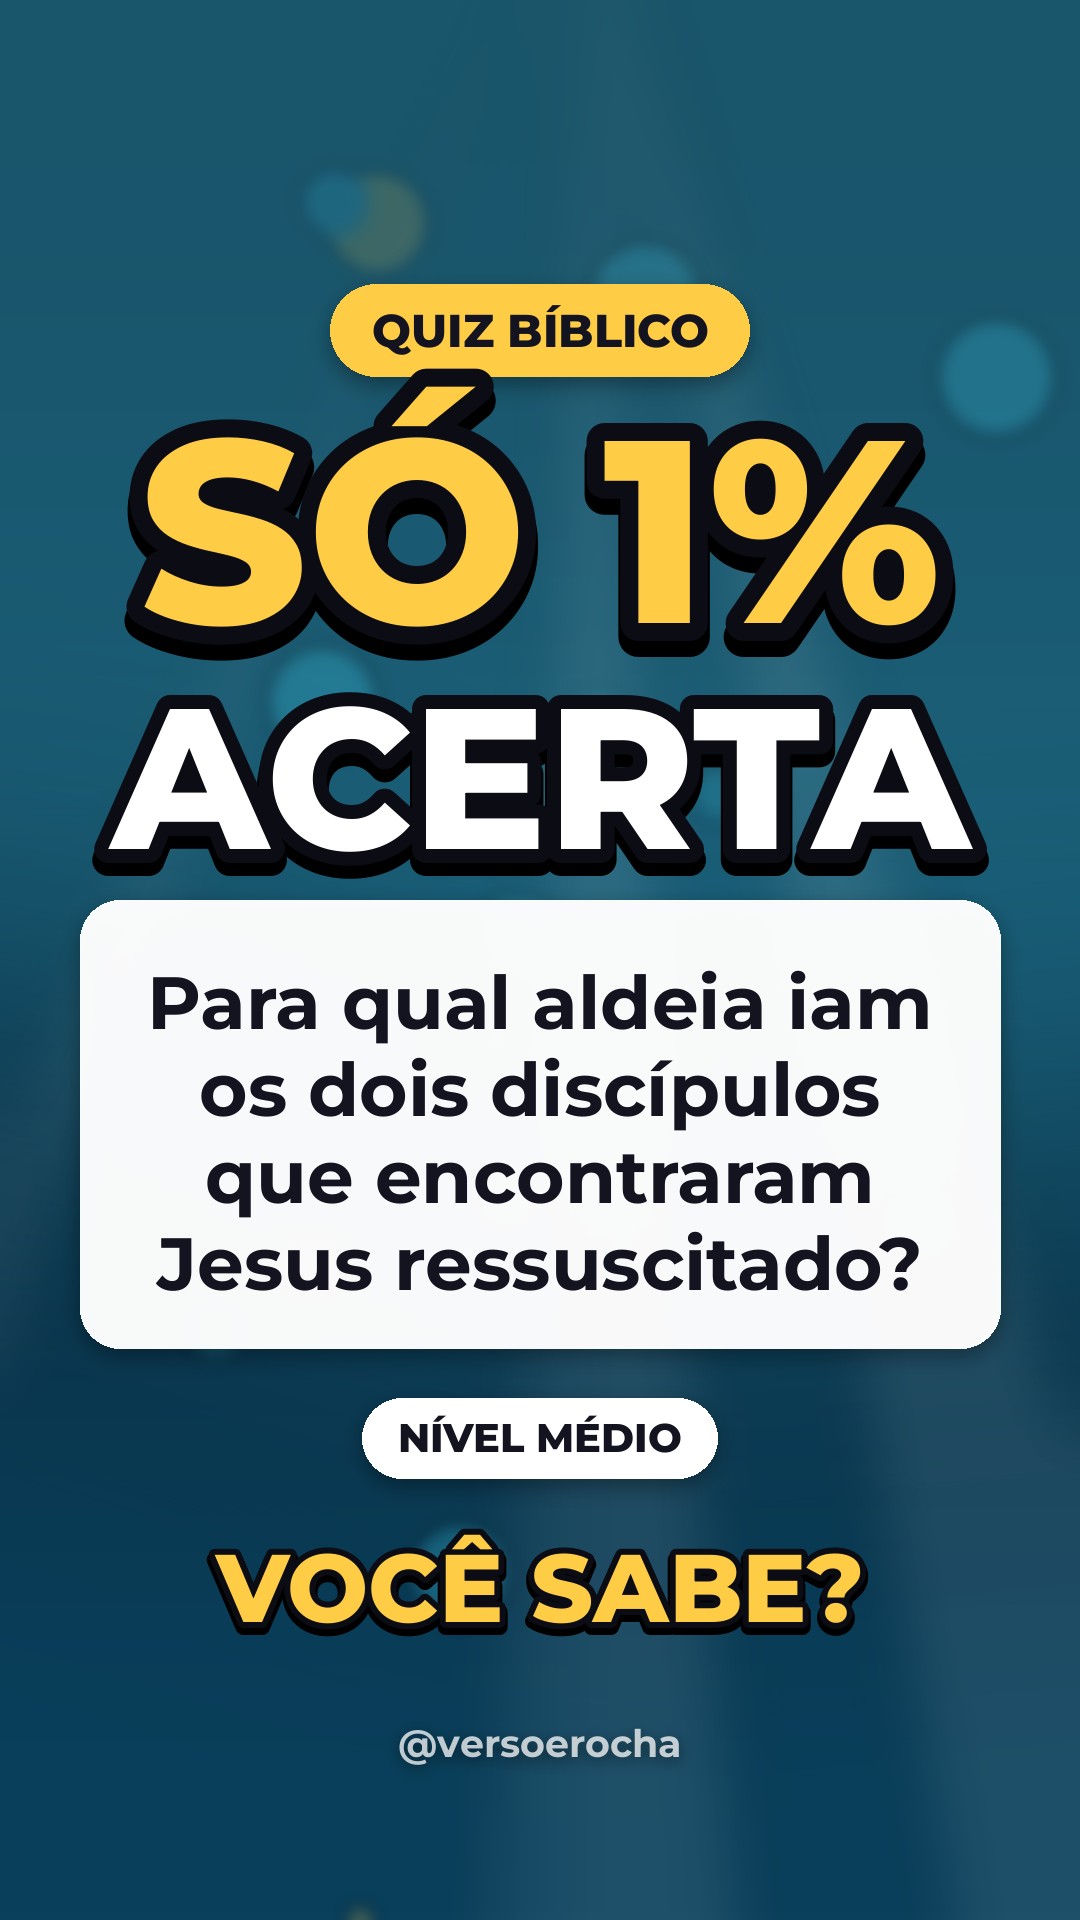 QUIZ BÍBLICO
SÓ 1%
ACERTA
Para qual aldeia iam
os dois discípulos
que encontraram
Jesus ressuscitado?
NÍVEL MÉDIO
VOCÊ SABE?
@versoerocha